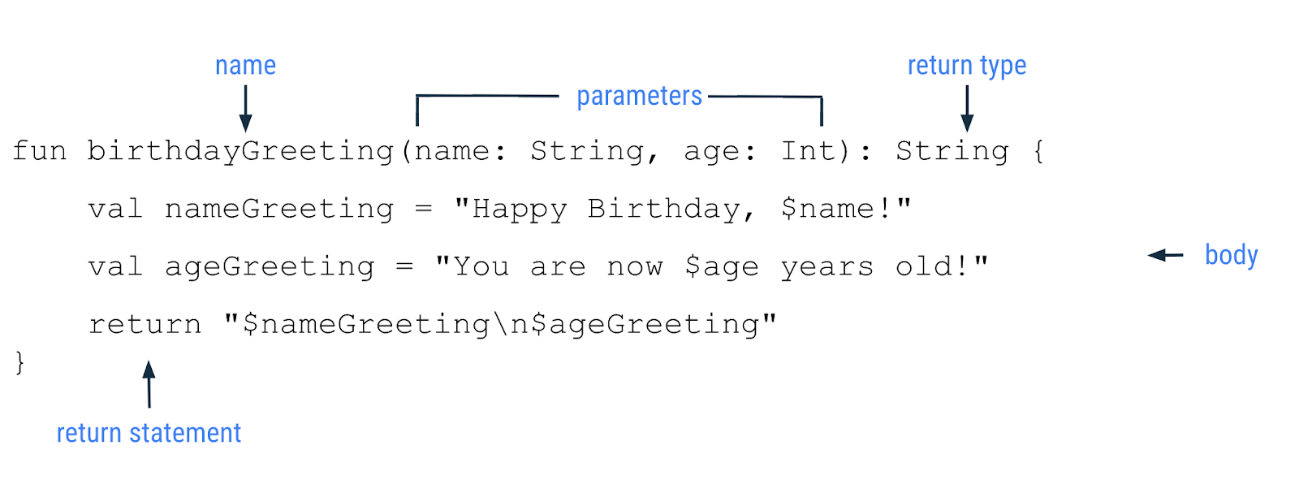 name
return type
parameters
fun birthdayGreeting(name: String, age: Int): String {
val nameGreeting = "Happy Birthday, $name!"
val ageGreeting = "You are now $age years old!"
body
return "$nameGreeting\n$ageGreeting"
}
return statement